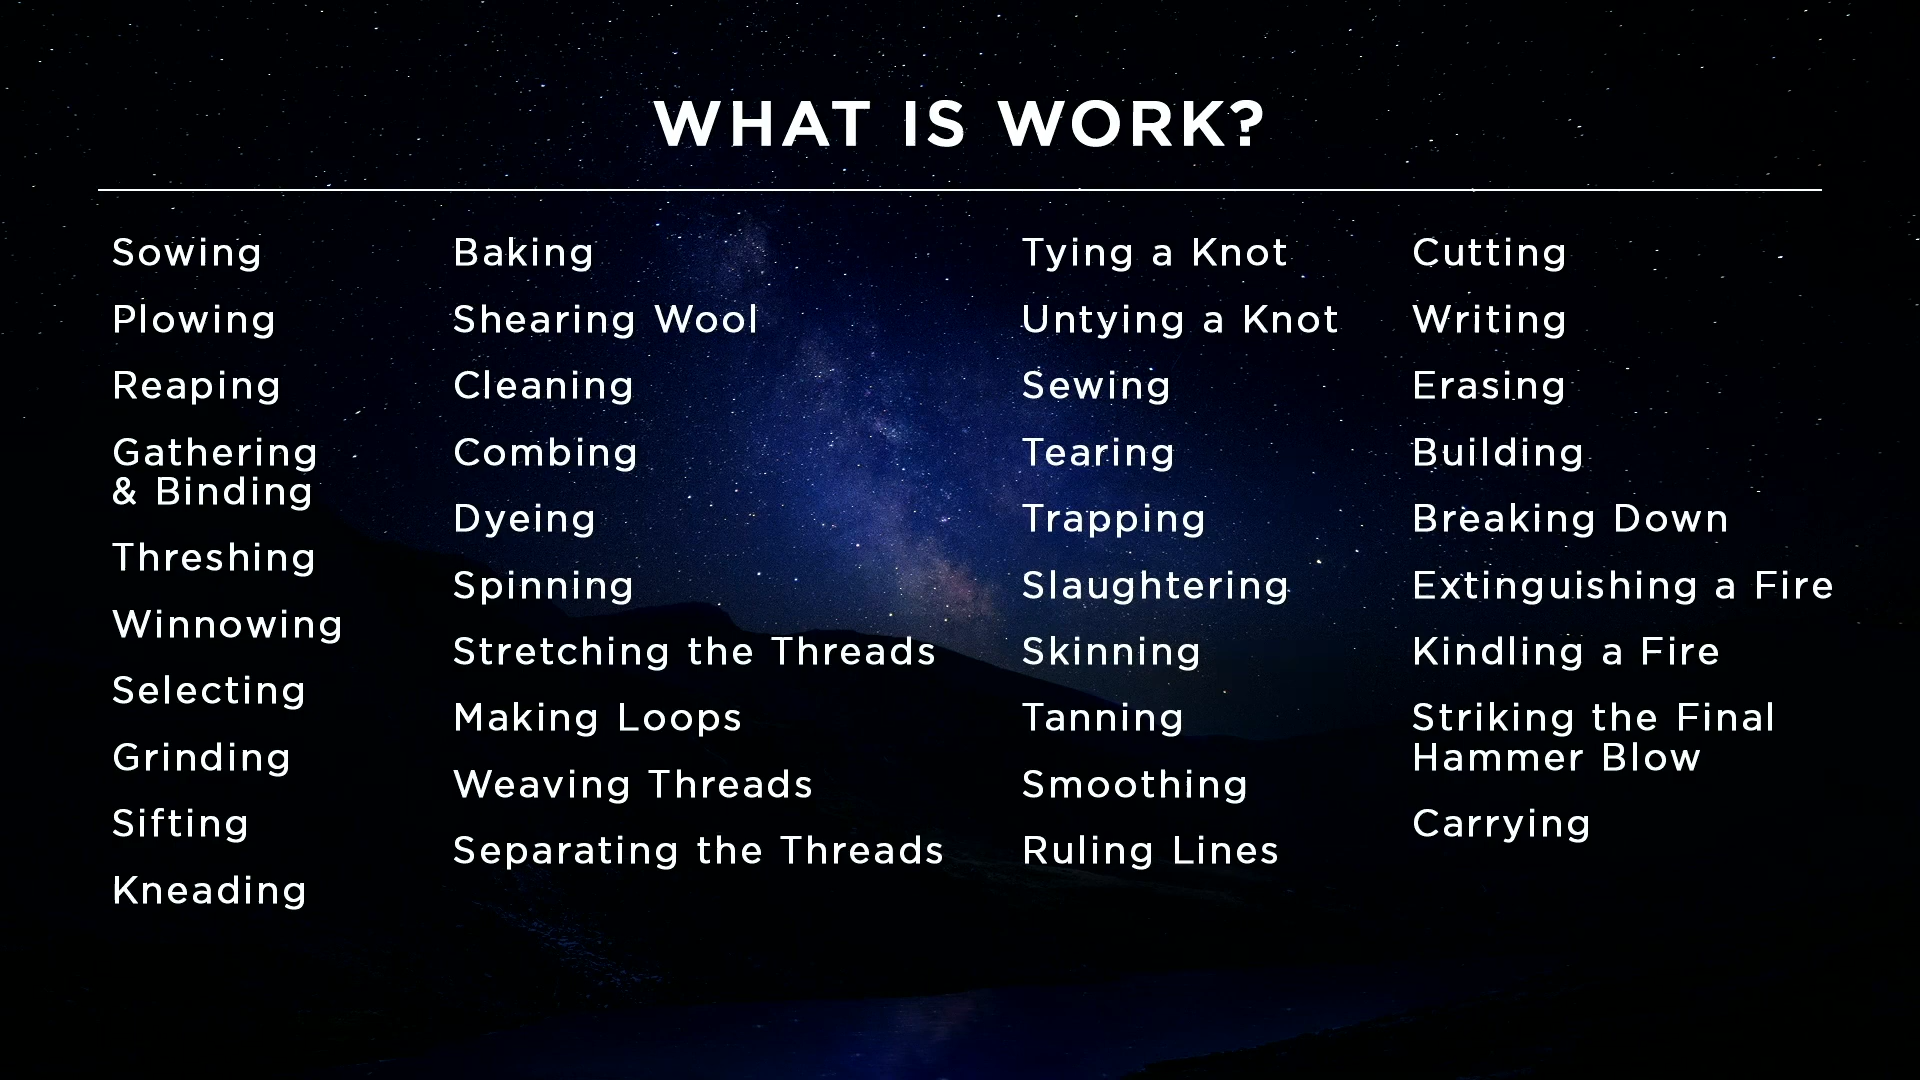 WHAT IS WORK?
Sowing
Plowing
Reaping
Gathering
& Binding
Threshing
Winnowing
Selecting
Grinding
Sifting
Kneading
Baking
Shearing Wool
Cleaning
Combing
Dyeing
Spinning
Stretching the Threads
Making Loops
Weaving Threads
Separating the Threads
Tying a Knot
Untying a Knot
Sewing
Tearing
Trapping
Slaughtering
Skinning
Tanning
Smoothing
Ruling Lines
Cutting
Writing
Erasing
Building
Breaking Down
Extinguishing a Fire
Kindling a Fire
Striking the Final
Hammer Blow
Carrying